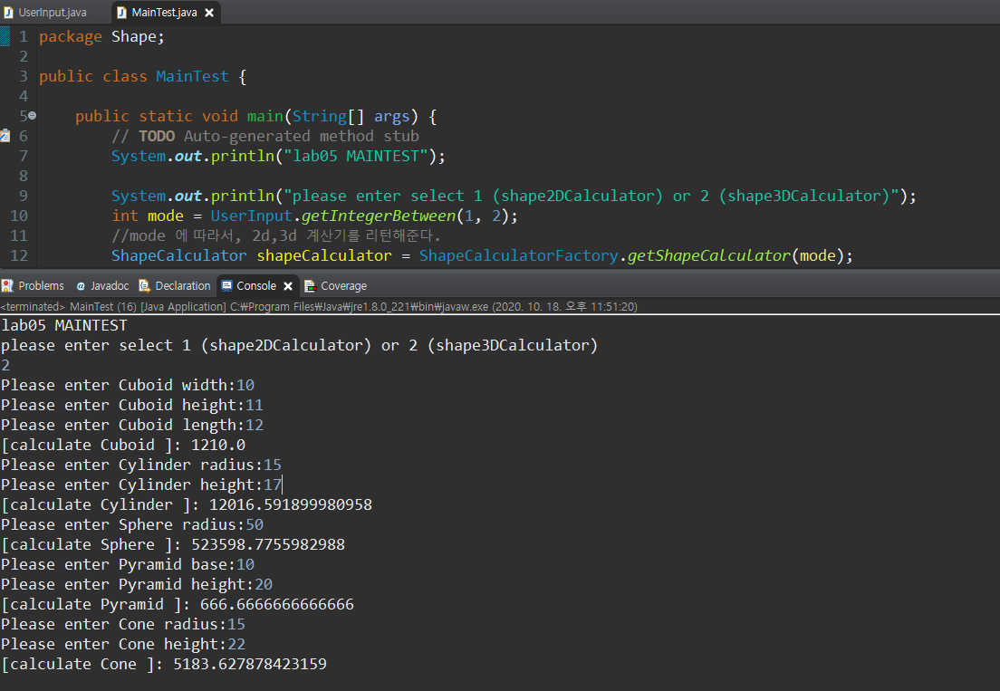 UserInput.java MainTest.java
1 package Shape;
2
3 public class MainTest {
4
5 public static void main(String[] args) {
6 // TODO Auto-generated method stub
7 System.out.println("lab05 MAINTEST");
8
9 System.out.println("please enter select 1 (shape2DCalculator) or 2 (shape3DCalculator)");
10 int mode = UserInput.getIntegerBetween(1, 2);
11 //mode 에 따라서, 2d,3d 계산기를 리턴해준다.
12 ShapeCalculator shapeCalculator = ShapeCalculatorFactory.getShapeCalculator(mode);
Problems Javadoc Declaration Console Coverage
<terminated> MainTest (16) [Java Application] C:₩Program Files₩Java₩jre1.8.0_221₩bin₩javaw.exe (2020. 10. 18. 오후 11:51:20)
lab05 MAINTEST
please enter select 1 (shape2DCalculator) or 2 (shape3DCalculator)
2
Please enter Cuboid width:10
Please enter Cuboid height:11
Please enter Cuboid length:12
[calculate Cuboid ]: 1210.0
Please enter Cylinder radius:15
Please enter Cylinder height:17
[calculate Cylinder ]: 12016.591899980958
Please enter Sphere radius:50
[calculate Sphere ]: 523598.7755982988
Please enter Pyramid base:10
Please enter Pyramid height:20
[calculate Pyramid ]: 666.6666666666666
Please enter Cone radius:15
Please enter Cone height:22
[calculate Cone ]: 5183.627878423159